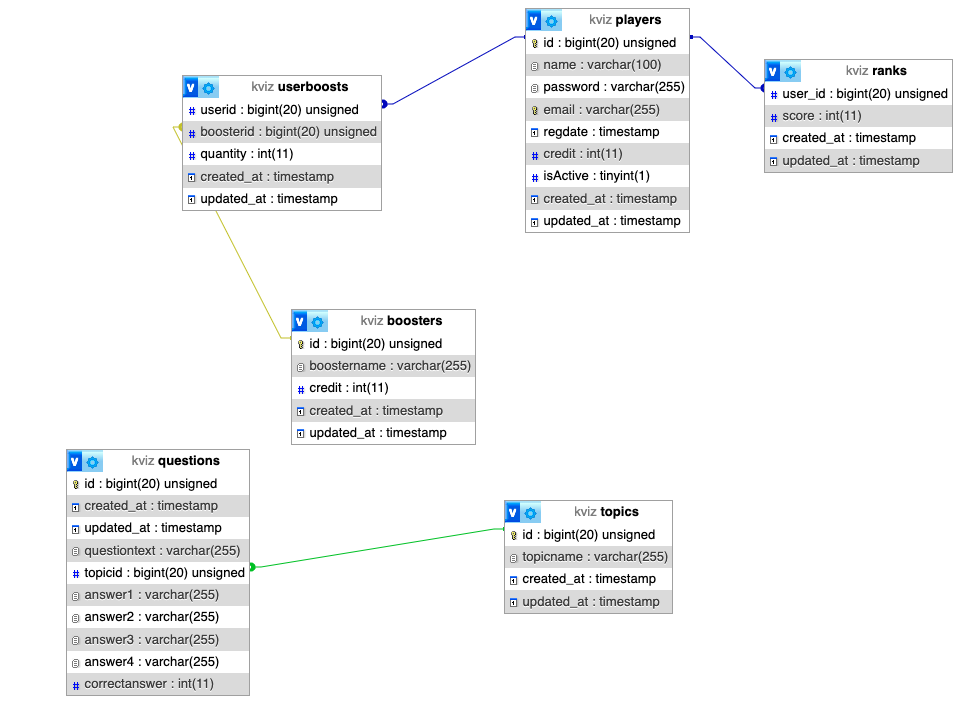 kviz players
id : bigint(20) unsigned
name : varchar(100)
password : varchar(255)
email : varchar(255)
regdate : timestamp
credit : int(11)
isActive : tinyint(1)
created_at : timestamp
updated_at : timestamp
kviz ranks
user_id : bigint(20) unsigned
score : int(11)
created_at : timestamp
updated_at : timestamp
kviz userboosts
userid : bigint(20) unsigned
boosterid : bigint(20) unsigned
quantity : int(11)
created_at : timestamp
updated_at : timestamp
kviz boosters
id : bigint(20) unsigned
boostername : varchar(255)
credit : int(11)
created_at : timestamp
updated_at : timestamp
kviz questions
id : bigint(20) unsigned
created_at : timestamp
updated_at : timestamp
questiontext : varchar(255)
topicid : bigint(20) unsigned
answer1 : varchar(255)
answer2 : varchar(255)
answer3 : varchar(255)
answer4 : varchar(255)
correctanswer : int(11)
kviz topics
id : bigint(20) unsigned
topicname : varchar(255)
created_at : timestamp
updated_at : timestamp